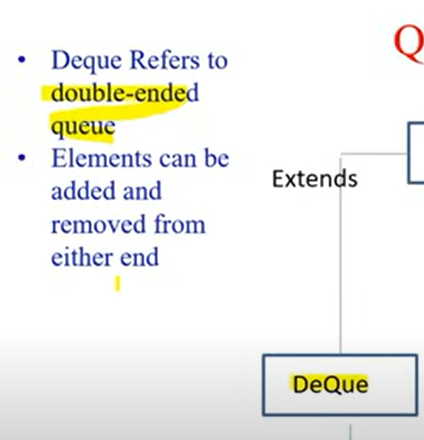 • Deque Refers to
double-ended
queue
• Elements can be
added and
removed from
either end
Q
Extends
DeQue